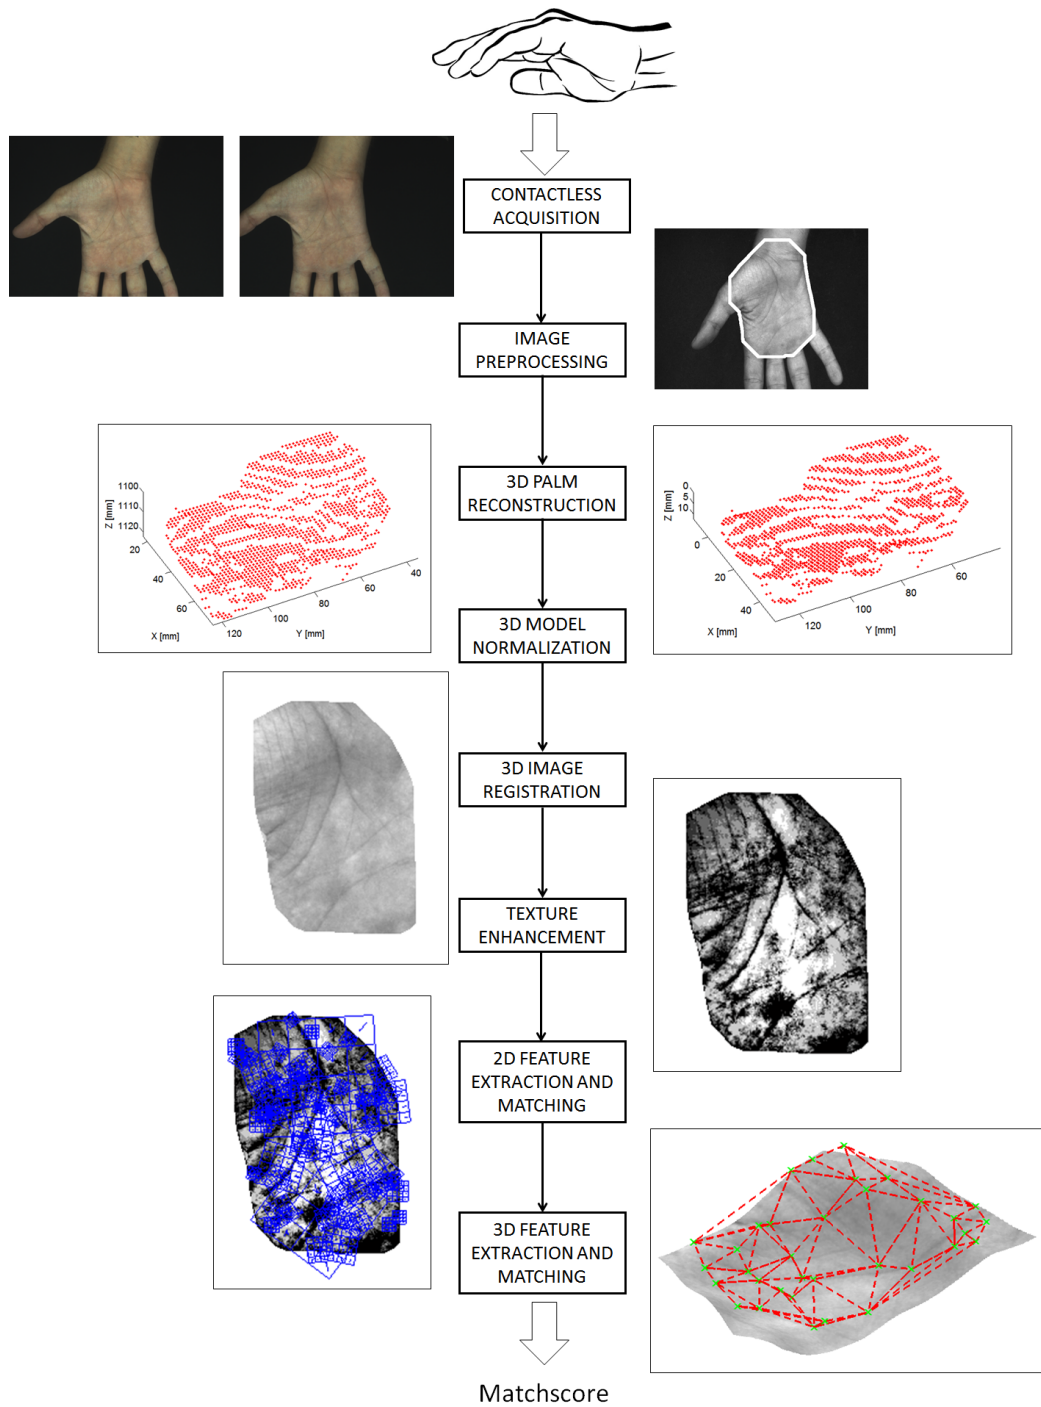 CONTACTLESS
ACQUISITION
IMAGE
PREPROCESSING
3D PALM
RECONSTRUCTION
1100
1110
1120
Z [mm]
20
40
60
X [mm]
120
100
80
60
40
Y [mm]
0
5
10
Z [mm]
0
20
40
X [mm]
120
100
80
60
Y [mm]
3D MODEL
NORMALIZATION
3D IMAGE
REGISTRATION
TEXTURE
ENHANCEMENT
2D FEATURE
EXTRACTION AND
MATCHING
3D FEATURE
EXTRACTION AND
MATCHING
Matchscore